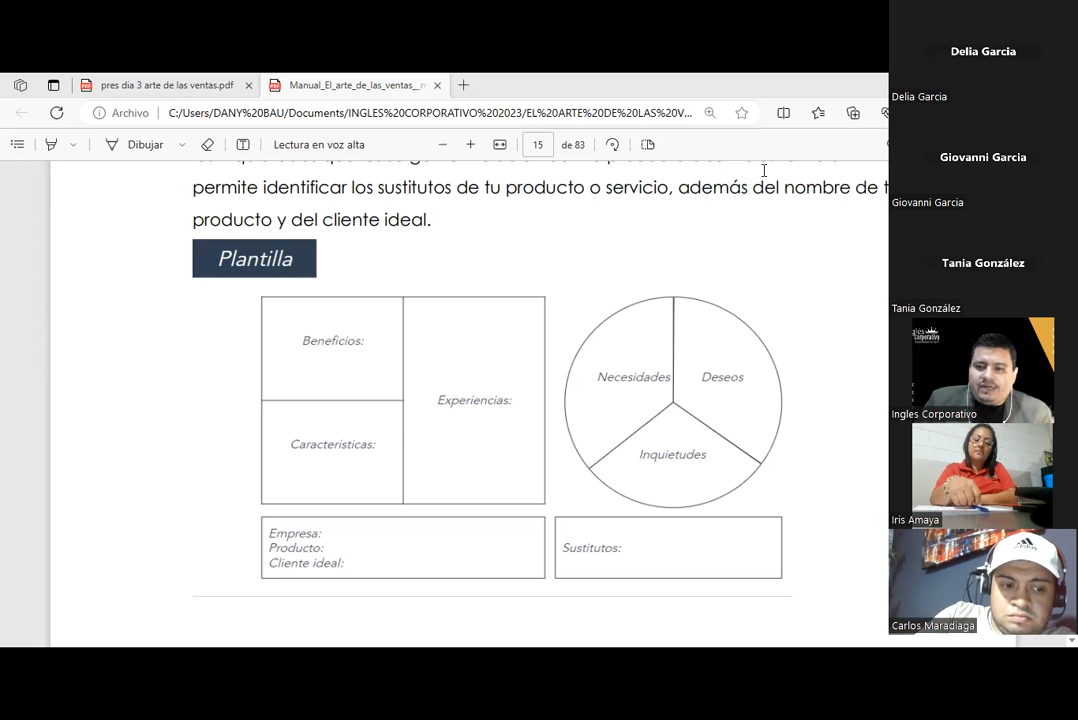 Delia Garcia
Delia Garcia
Giovanni Garcia
Giovanni Garcia
Tania González
Tania González
Inglés
corporativo
Ingles Corporativo
Iris Amaya
Carlos Maradiaga
pres dia 3 arte de las ventas.pdf
Manual_El_arte_de_las_ventas__m
Archivo
C:/Users/DANY%20BAU/Documents/INGLES%20CORPORATIVO%202023/EL%20ARTE%20DE%20LAS%20V...
Dibujar
Lectura en voz alta
15
de 83
permite identificar los sustitutos de tu producto o servicio, además del nombre de t
producto y del cliente ideal.
Plantilla
Beneficios:
Características:
Experiencias:
Necesidades
Deseos
Inquietudes
Empresa:
Producto:
Cliente ideal:
Sustitutos: